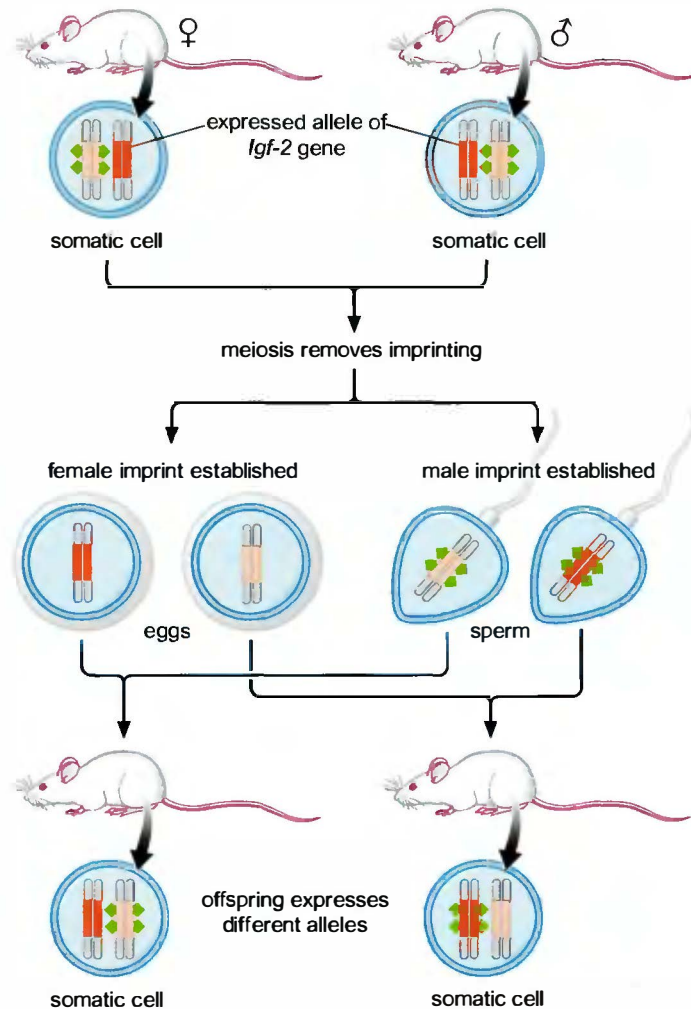 ♀
♂
expressed allele of
Igf-2 gene
somatic cell
somatic cell
meiosis removes imprinting
female imprint established
male imprint established
eggs
sperm
offspring expresses
different alleles
somatic cell
somatic cell